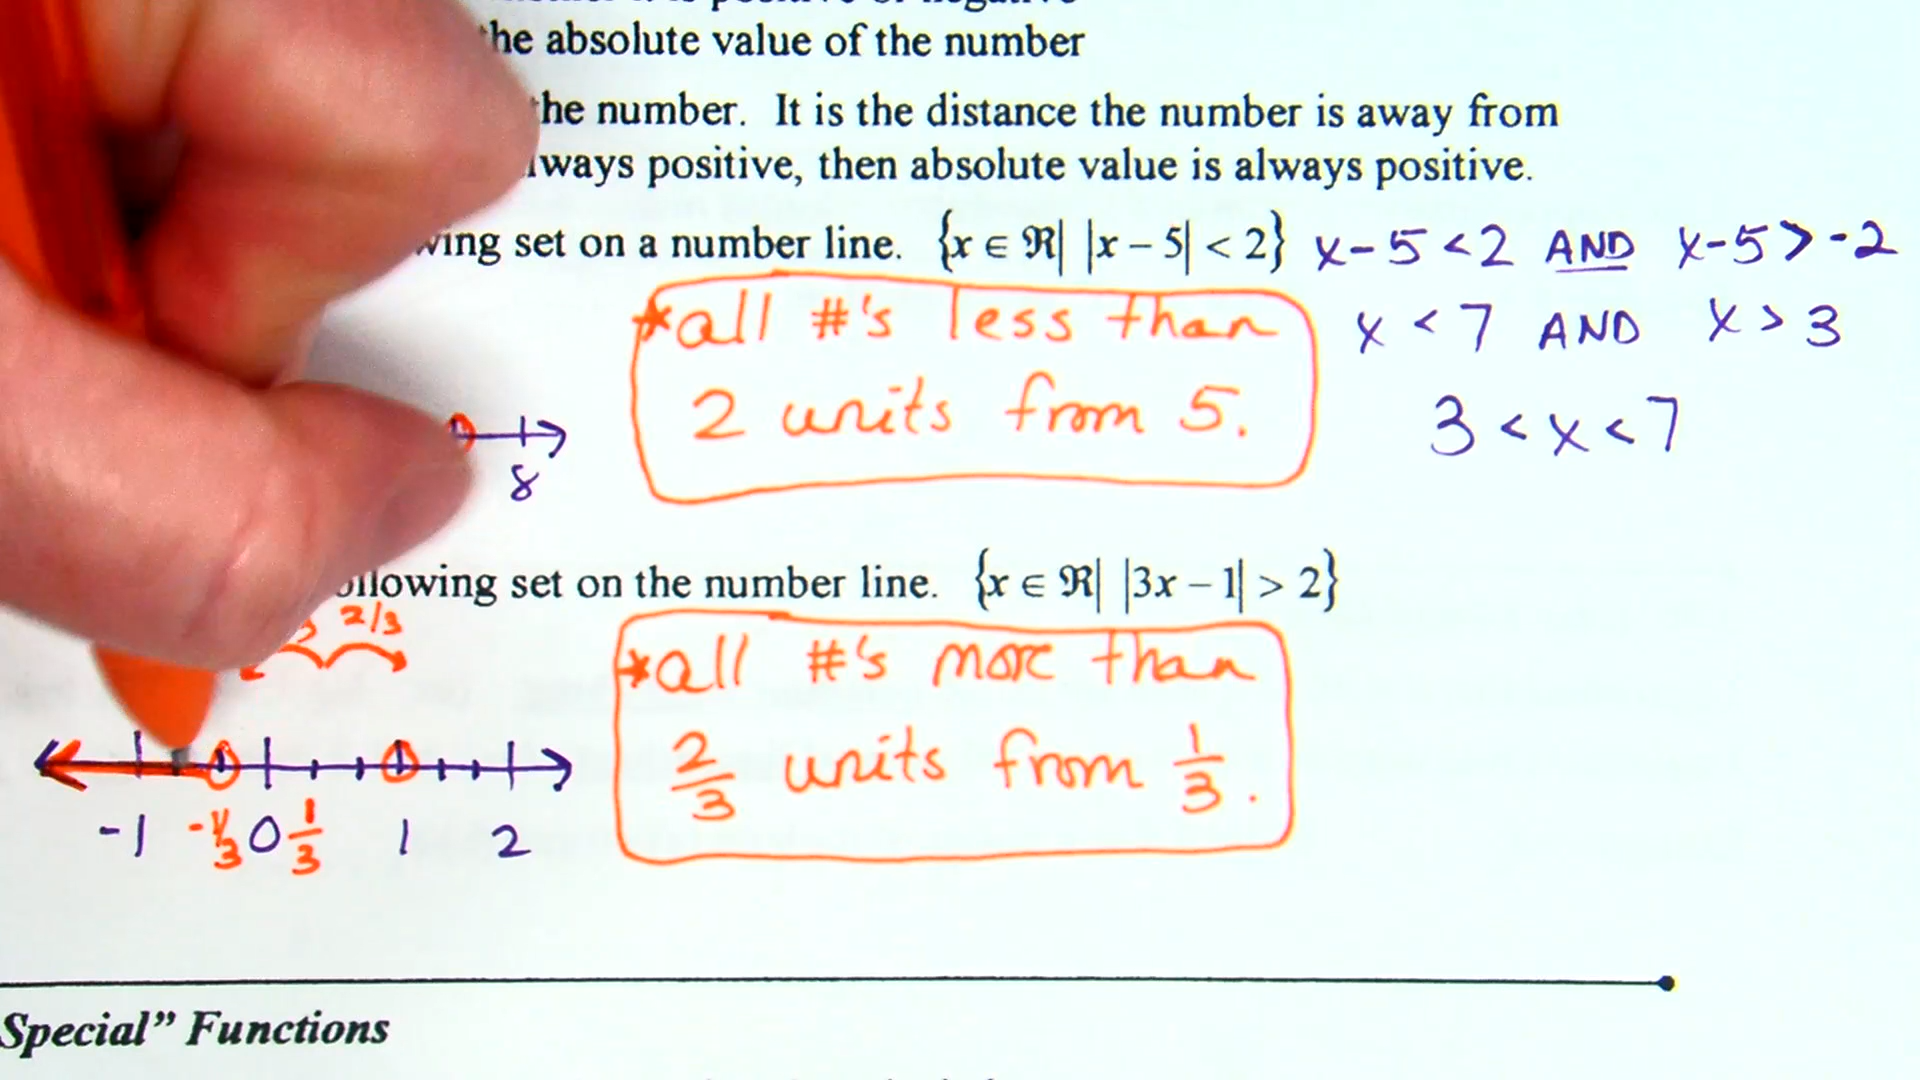 the absolute value of the number
the number. It is the distance the number is away from
always positive, then absolute value is always positive.
set on a number line. {x ∈ ℜ| |x − 5| < 2} x-5<2 AND x-5>-2
*all #'s less than
2 units from 5.
x < 7 AND x > 3
3 < x < 7
8
following set on the number line. {x ∈ ℜ| |3x − 1| > 2}
2/3
*all #'s more than
2/3 units from 1/3.
-1 -1/3 0 1/3 1 2
Special” Functions